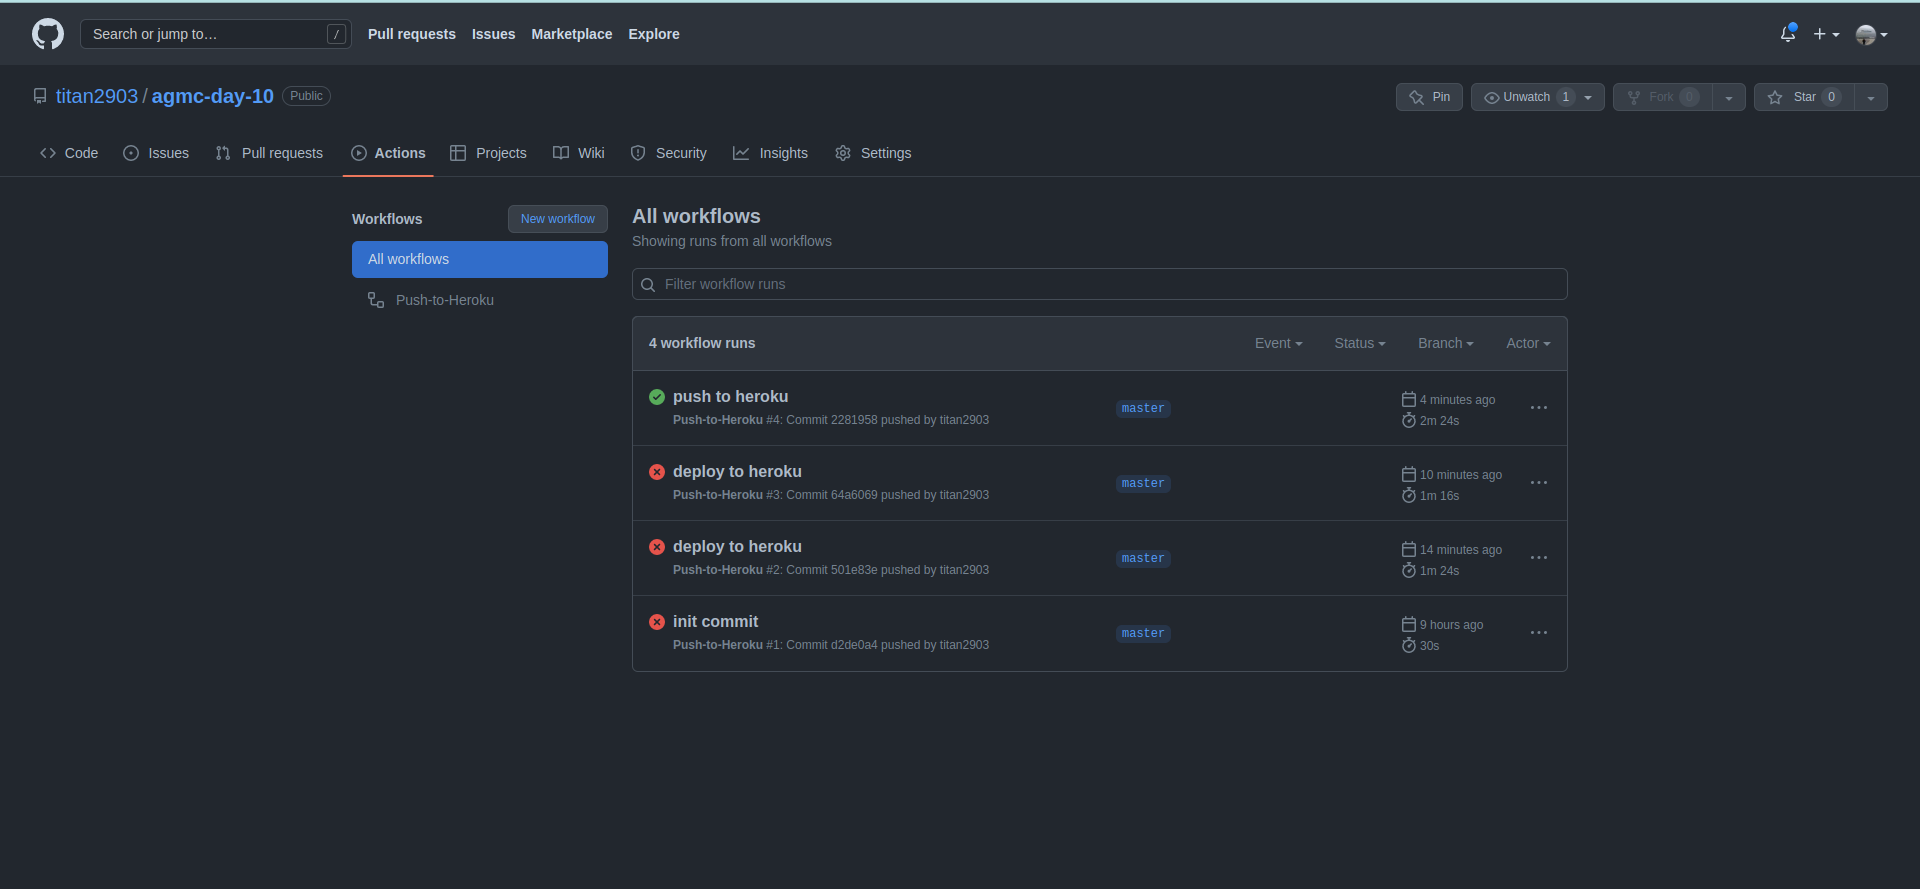 Search or jump to… /
Pull requests Issues Marketplace Explore
titan2903 / agmc-day-10 Public
Pin Unwatch 1 Fork 0 Star 0
Code Issues Pull requests Actions Projects Wiki Security Insights Settings
Workflows
New workflow
All workflows
Push-to-Heroku
All workflows
Showing runs from all workflows
Filter workflow runs
4 workflow runs Event Status Branch Actor
push to heroku
Push-to-Heroku #4: Commit 2281958 pushed by titan2903
master
4 minutes ago
2m 24s
deploy to heroku
Push-to-Heroku #3: Commit 64a6069 pushed by titan2903
master
10 minutes ago
1m 16s
deploy to heroku
Push-to-Heroku #2: Commit 501e83e pushed by titan2903
master
14 minutes ago
1m 24s
init commit
Push-to-Heroku #1: Commit d2de0a4 pushed by titan2903
master
9 hours ago
30s